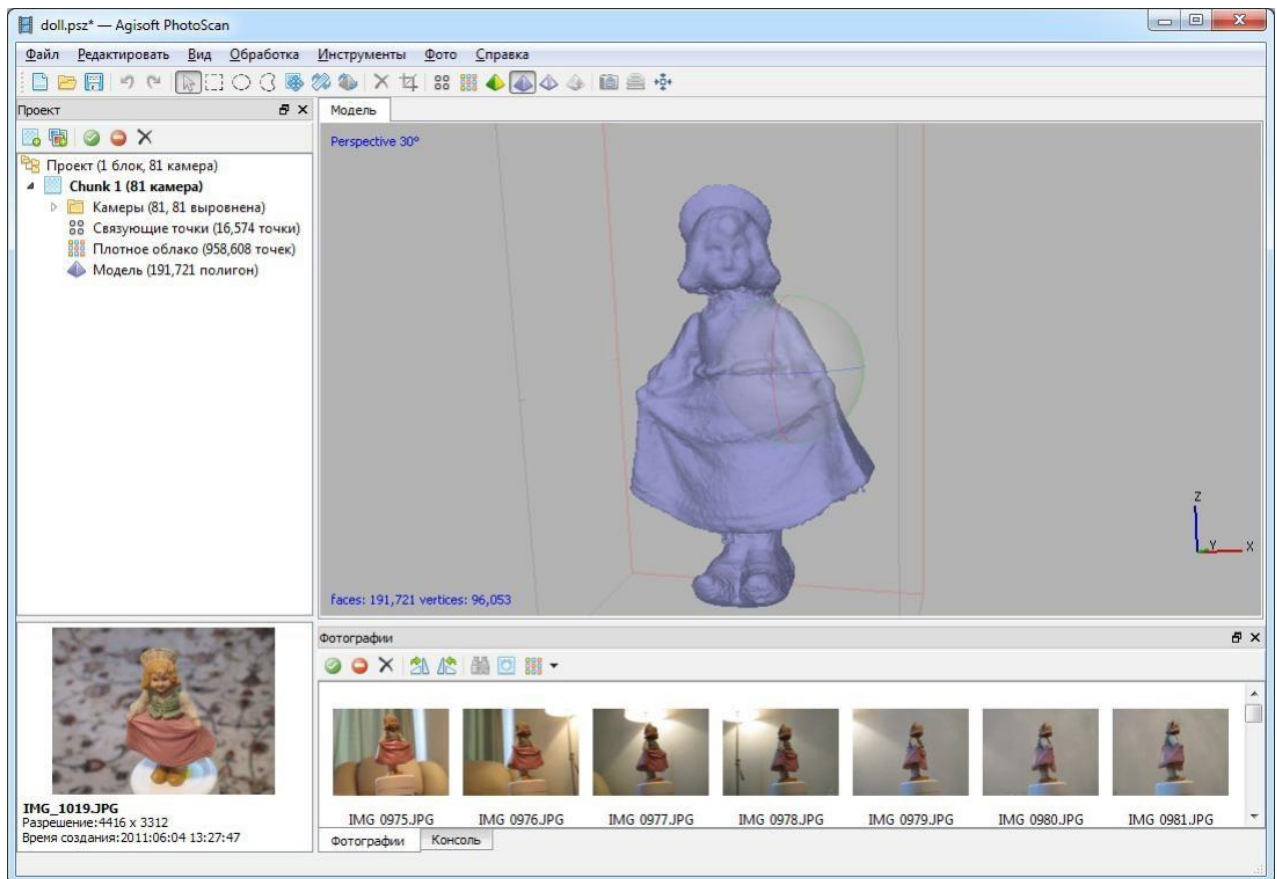 doll.psz* — Agisoft PhotoScan
Файл Редактировать Вид Обработка Инструменты Фото Справка
Проект
Модель
Perspective 30°
Проект (1 блок, 81 камера)
Chunk 1 (81 камера)
Камеры (81, 81 выровнена)
Связующие точки (16,574 точки)
Плотное облако (958,608 точек)
Модель (191,721 полигон)
Z
Y X
faces: 191,721 vertices: 96,053
Фотографии
IMG_1019.JPG
Разрешение:4416 x 3312
Время создания:2011:06:04 13:27:47
IMG 0975.JPG IMG 0976.JPG IMG 0977.JPG IMG 0978.JPG IMG 0979.JPG IMG 0980.JPG IMG 0981.JPG
Фотографии Консоль